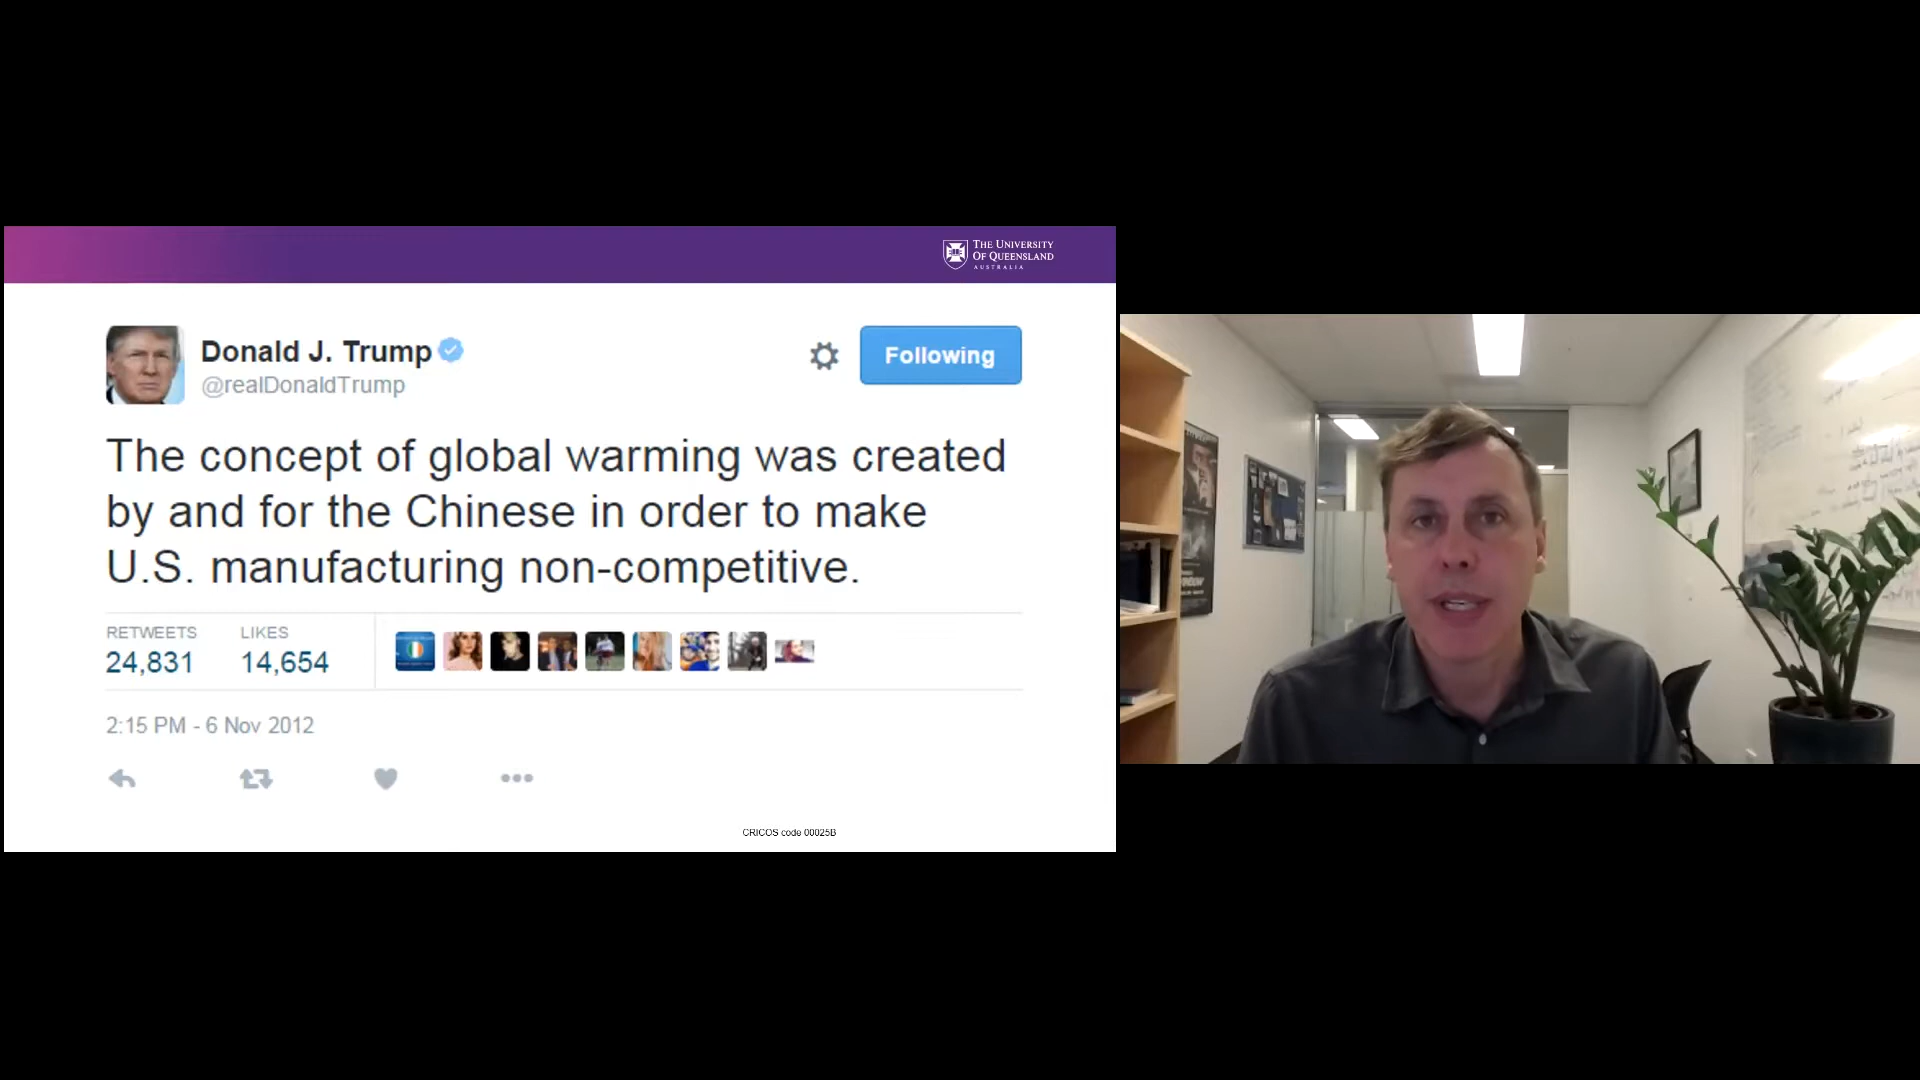 THE UNIVERSITY
OF QUEENSLAND
AUSTRALIA
Donald J. Trump
@realDonaldTrump
Following
The concept of global warming was created
by and for the Chinese in order to make
U.S. manufacturing non-competitive.
RETWEETS LIKES
24,831 14,654
2:15 PM - 6 Nov 2012
CRICOS code 00025B